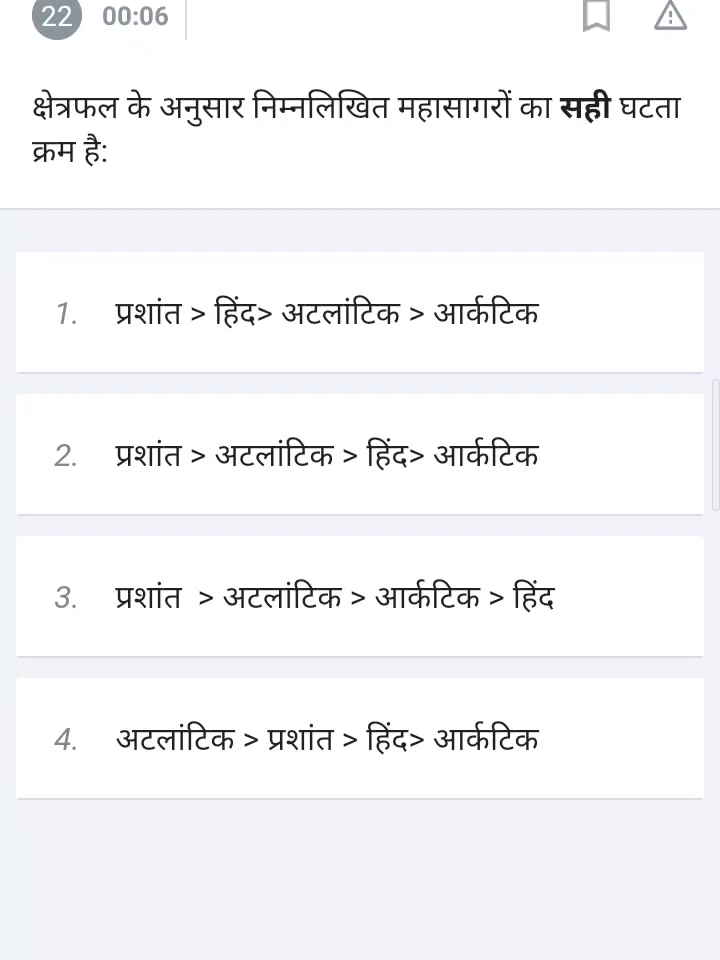 22 00:06
क्षेत्रफल के अनुसार निम्नलिखित महासागरों का सही घटता
क्रम है:
1. प्रशांत > हिंद> अटलांटिक > आर्कटिक
2. प्रशांत > अटलांटिक > हिंद> आर्कटिक
3. प्रशांत > अटलांटिक > आर्कटिक > हिंद
4. अटलांटिक > प्रशांत > हिंद> आर्कटिक